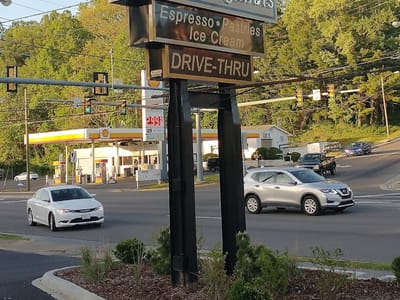 Espresso • Pastries
Ice Cream
DRIVE-THRU